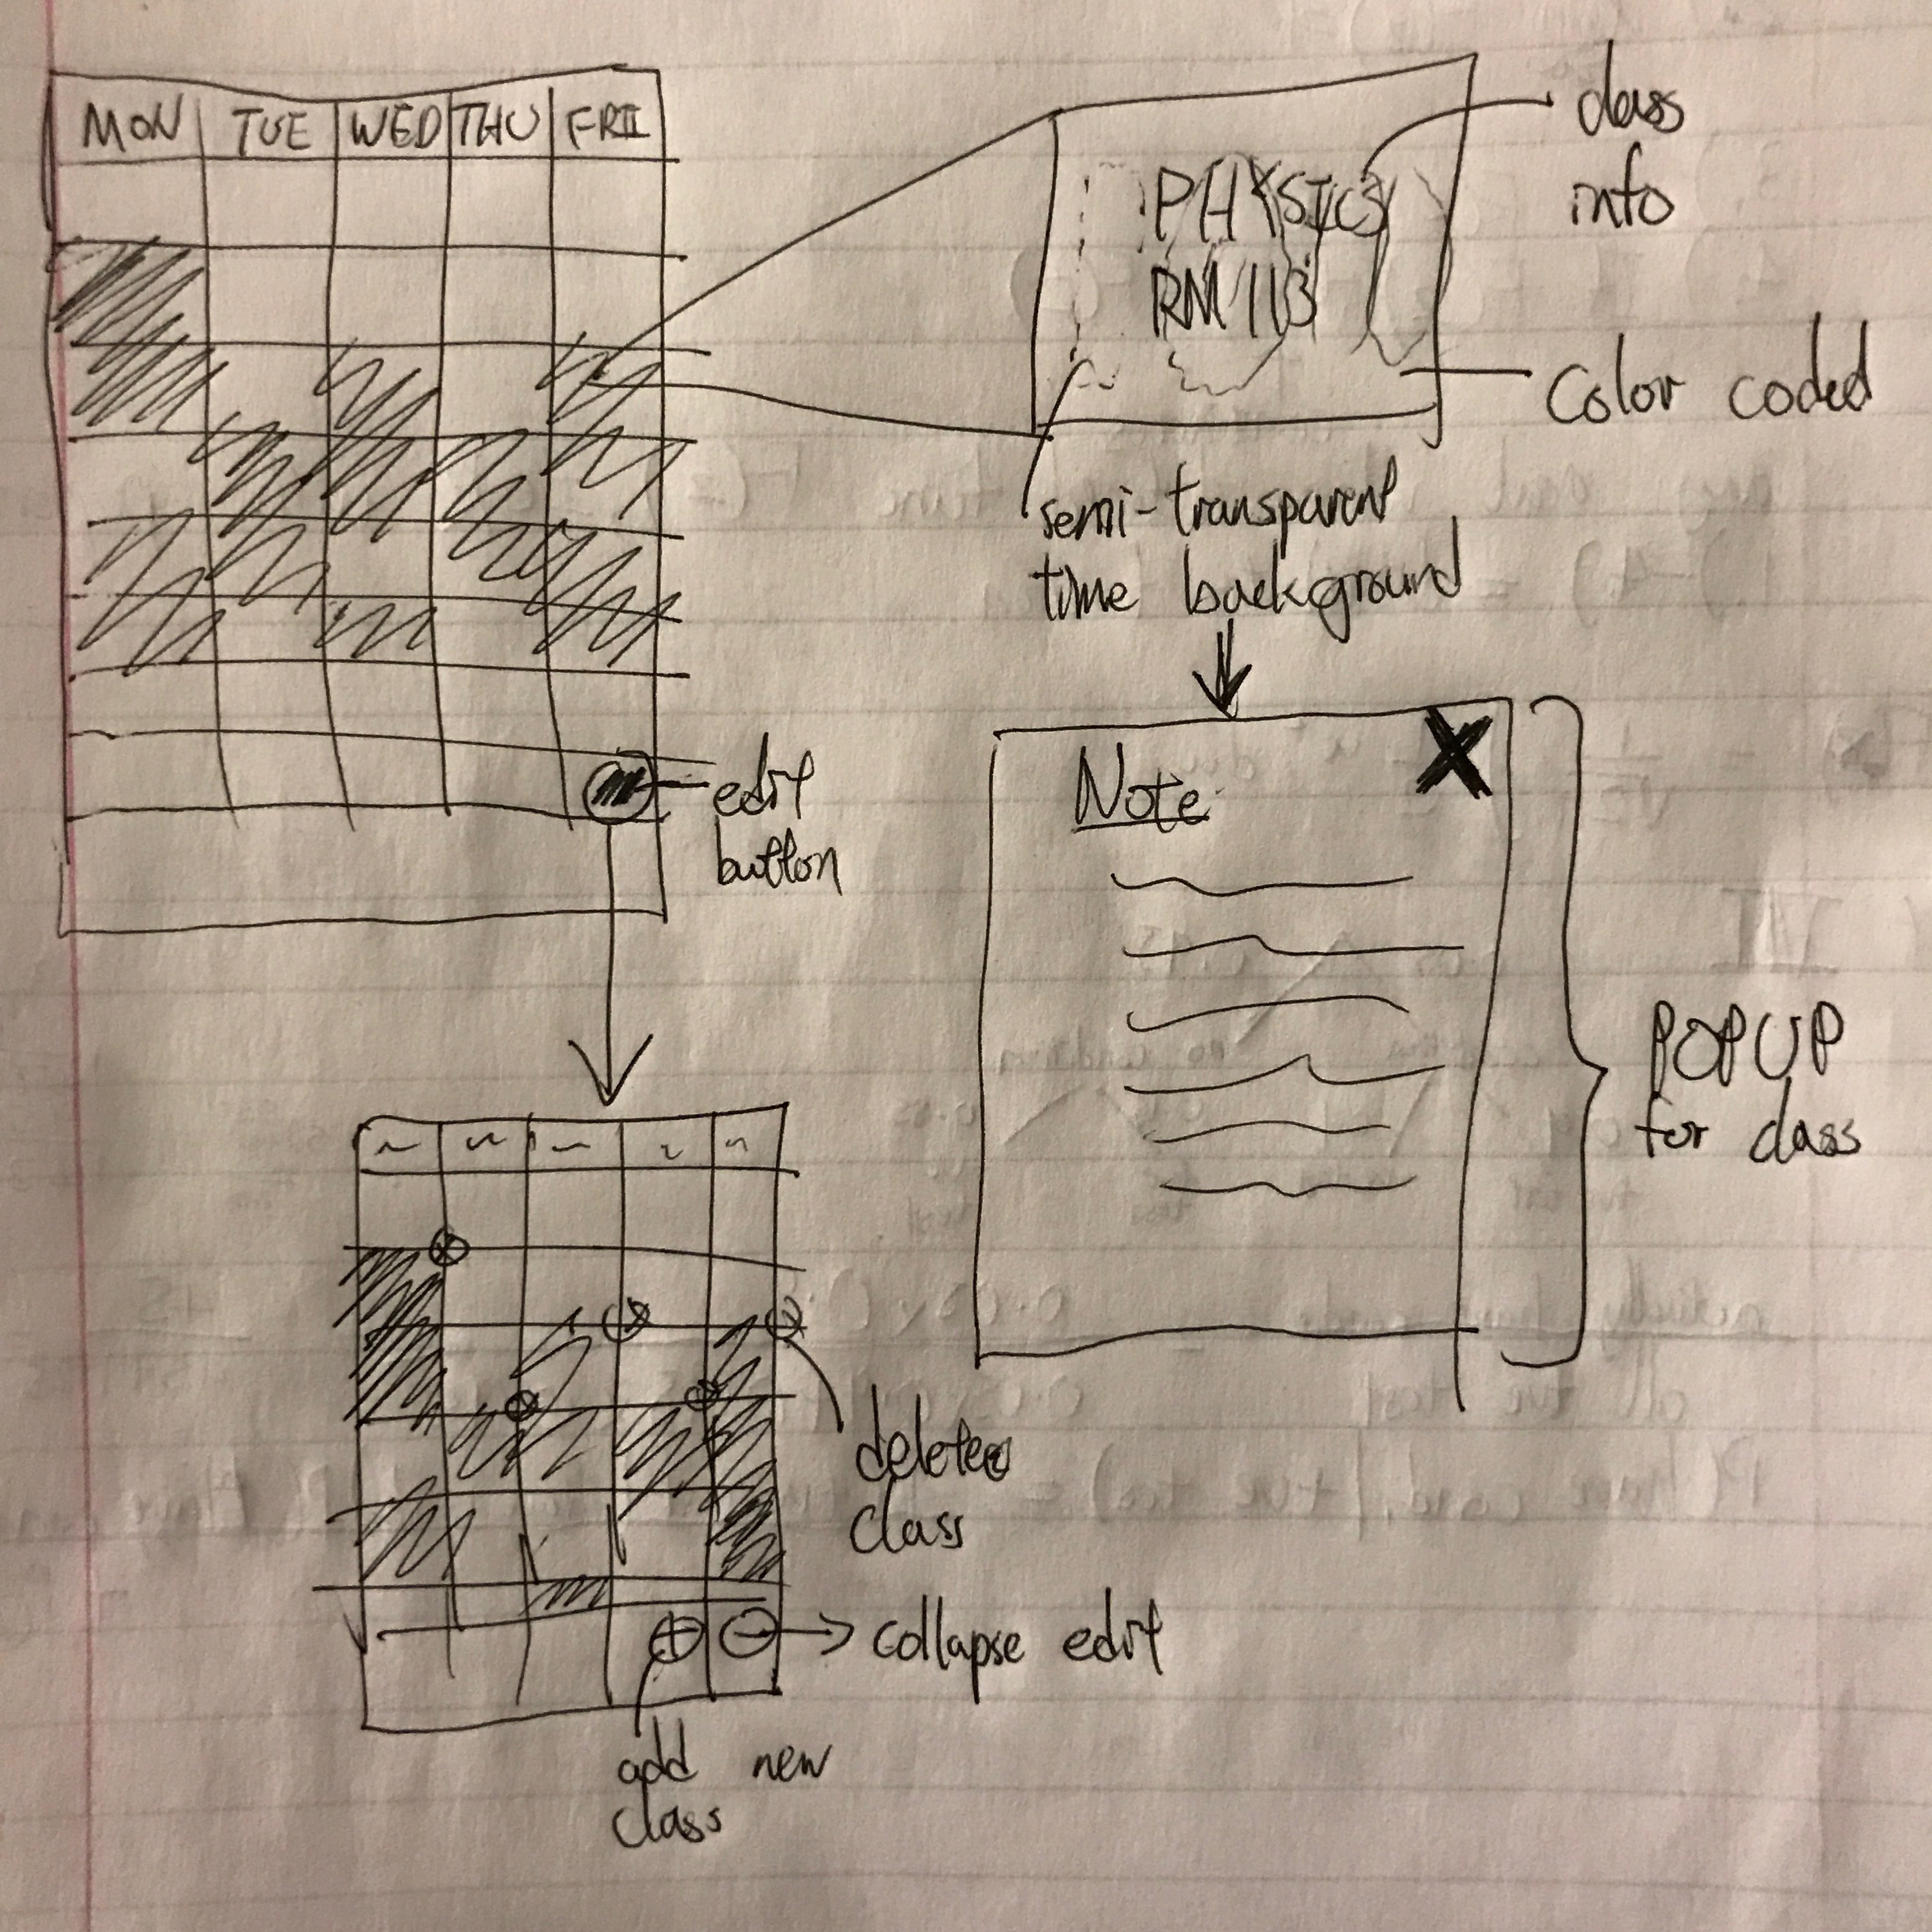 MON TUE WED THU FRI
PHYSICS
RM 113
class
info
Color coded
semi-transparent
time background
edit
button
Note
POPUP
for class
delete
class
collapse edit
add new
class